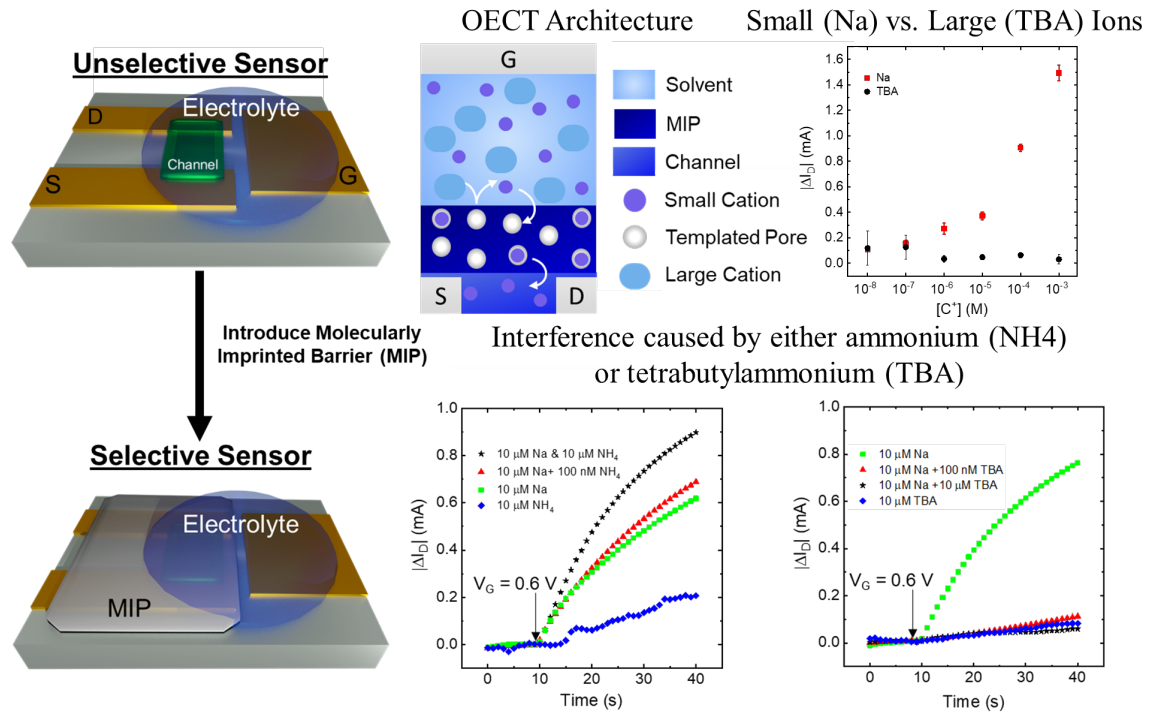 OECT Architecture
Small (Na) vs. Large (TBA) Ions
Unselective Sensor
Electrolyte
D
Channel
S
G
G
Solvent
MIP
Channel
Small Cation
Templated Pore
Large Cation
S
D
1.6
1.4
1.2
1.0
0.8
0.6
0.4
0.2
0.0
|ΔI_D| (mA)
Na
TBA
10^-8
10^-7
10^-6
10^-5
10^-4
10^-3
[C^+] (M)
Introduce Molecularly
Imprinted Barrier (MIP)
Interference caused by either ammonium (NH4)
or tetrabutylammonium (TBA)
Selective Sensor
Electrolyte
MIP
1.0
0.8
0.6
0.4
0.2
0.0
|ΔI_D| (mA)
10 μM Na & 10 μM NH₄
10 μM Na+ 100 nM NH₄
10 μM Na
10 μM NH₄
V_G = 0.6 V
0
10
20
30
40
Time (s)
1.0
0.8
0.6
0.4
0.2
0.0
|ΔI_D| (mA)
10 μM Na
10 μM Na +100 nM TBA
10 μM Na +10 μM TBA
10 μM TBA
V_G = 0.6 V
0
10
20
30
40
Time (s)